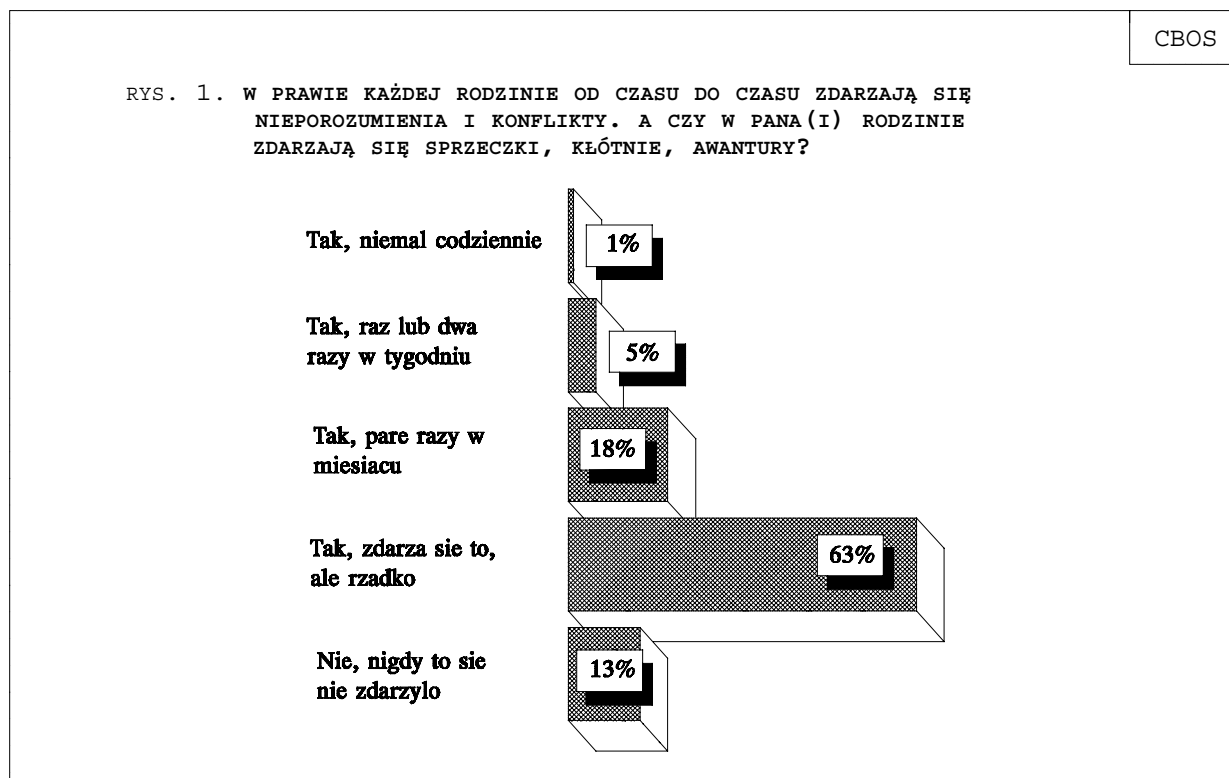 CBOS
RYS. 1. W PRAWIE KAŻDEJ RODZINIE OD CZASU DO CZASU ZDARZAJĄ SIĘ
NIEPOROZUMIENIA I KONFLIKTY. A CZY W PANA(I) RODZINIE
ZDARZAJĄ SIĘ SPRZECZKI, KŁÓTNIE, AWANTURY?
Tak, niemal codziennie
1%
Tak, raz lub dwa
razy w tygodniu
5%
Tak, pare razy w
miesiacu
18%
Tak, zdarza sie to,
ale rzadko
63%
Nie, nigdy to sie
nie zdarzylo
13%